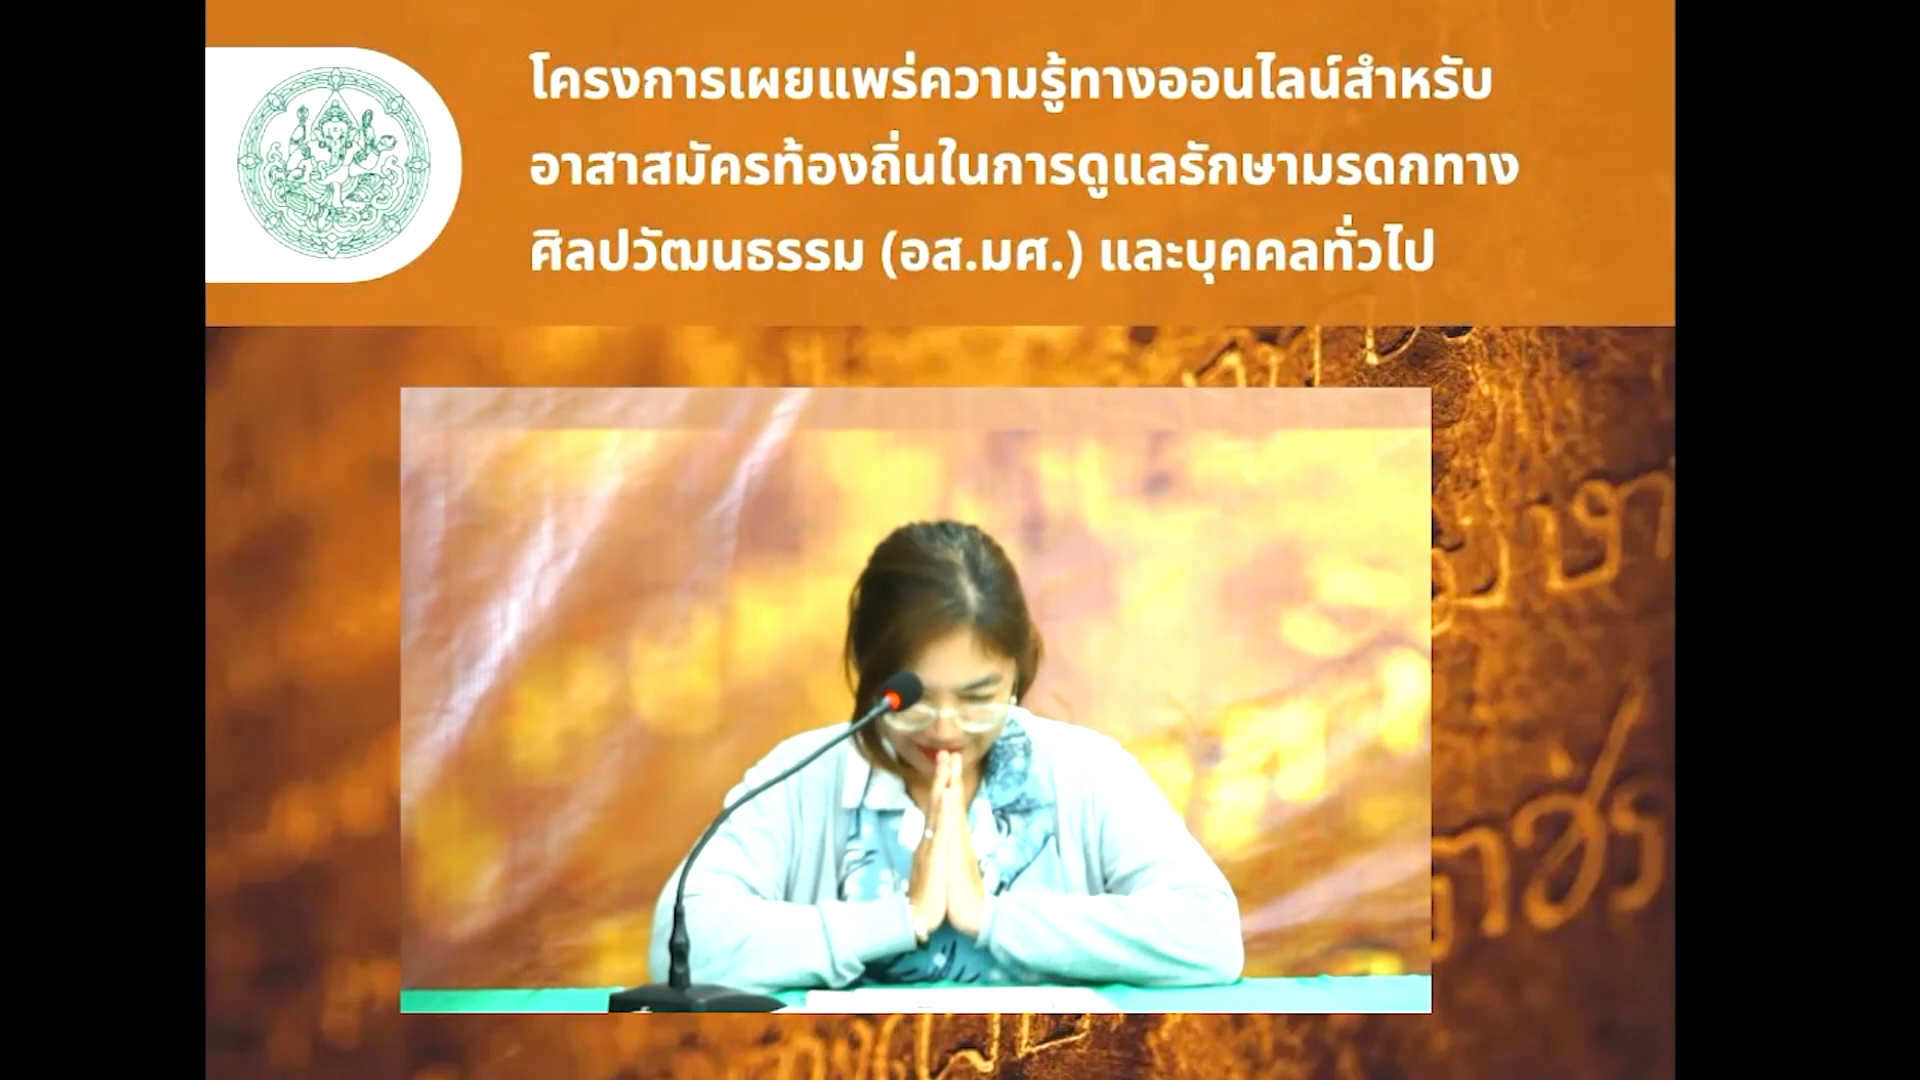 โครงการเผยแพร่ความรู้ทางออนไลน์สำหรับ
อาสาสมัครท้องถิ่นในการดูแลรักษามรดกทาง
ศิลปวัฒนธรรม (อส.มศ.) และบุคคลทั่วไป